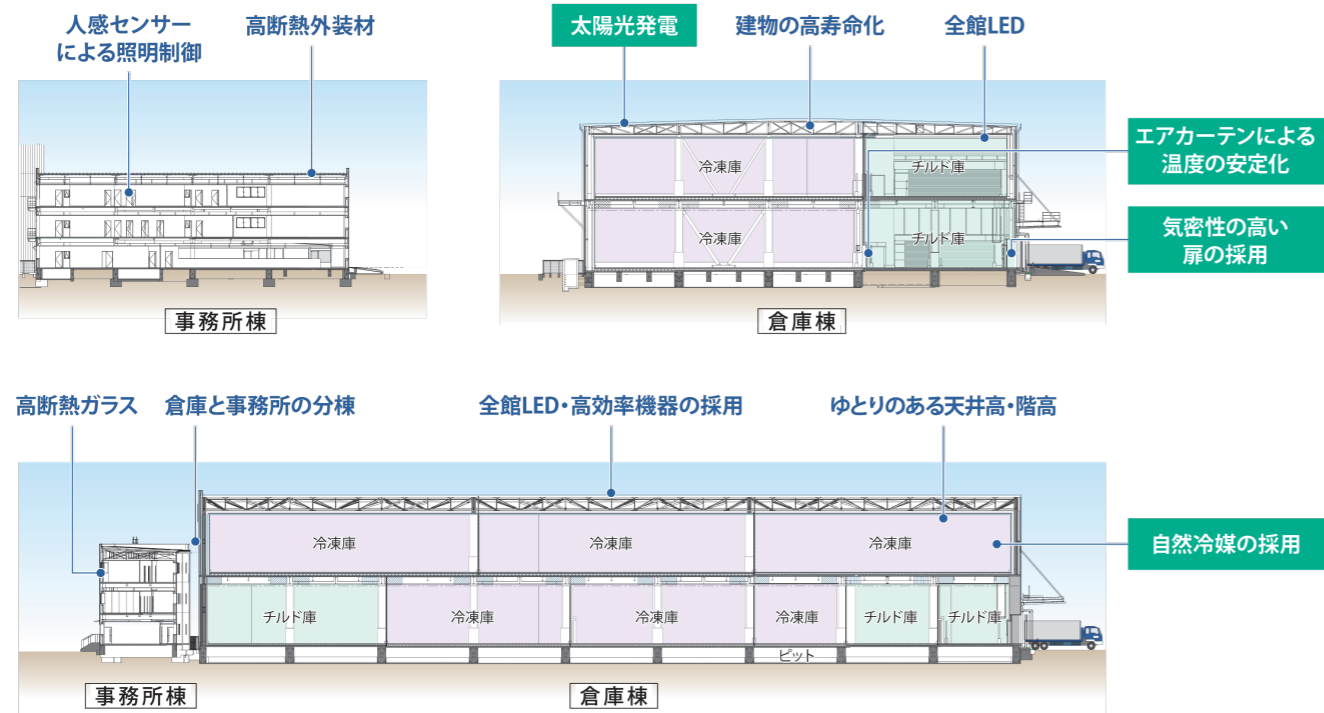 人感センサー
による照明制御
高断熱外装材
太陽光発電
建物の高寿命化
全館LED
エアカーテンによる
温度の安定化
気密性の高い
扉の採用
冷凍庫
チルド庫
冷凍庫
チルド庫
事務所棟
倉庫棟
高断熱ガラス
倉庫と事務所の分棟
全館LED・高効率機器の採用
ゆとりのある天井高・階高
自然冷媒の採用
冷凍庫
冷凍庫
冷凍庫
チルド庫
冷凍庫
冷凍庫
冷凍庫
チルド庫
チルド庫
ピット
事務所棟
倉庫棟